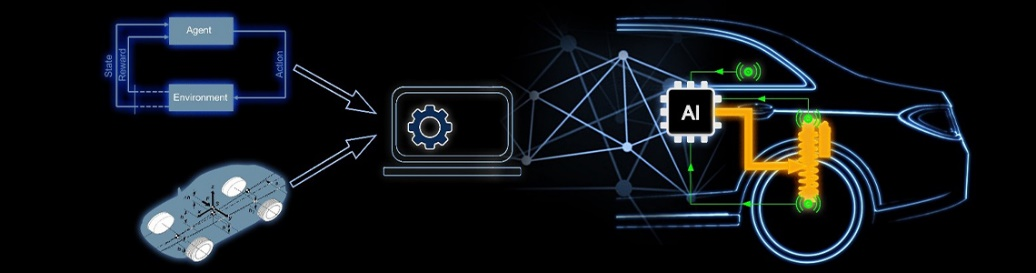 Agent
State
Reward
Action
Environment
AI